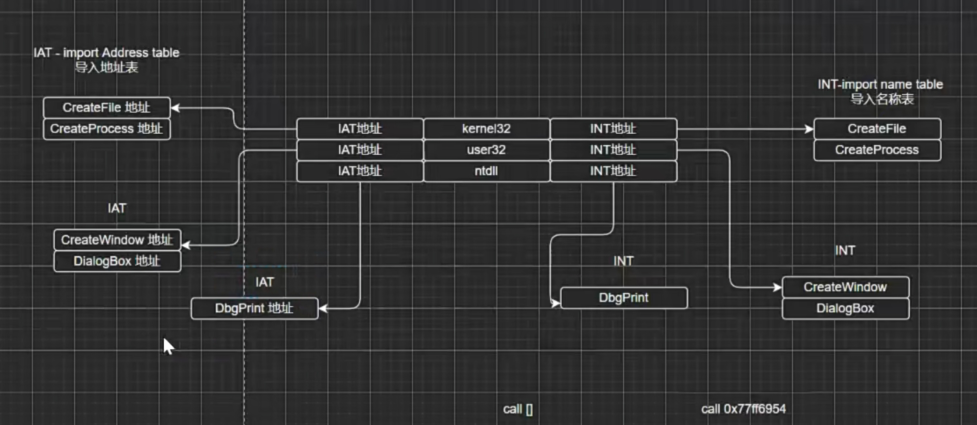 IAT - import Address table
导入地址表
CreateFile 地址
CreateProcess 地址
INT-import name table
导入名称表
CreateFile
CreateProcess
IAT地址 kernel32 INT地址
IAT地址 user32 INT地址
IAT地址 ntdll INT地址
IAT
CreateWindow 地址
DialogBox 地址
IAT
DbgPrint 地址
INT
DbgPrint
INT
CreateWindow
DialogBox
call []
call 0x77ff6954